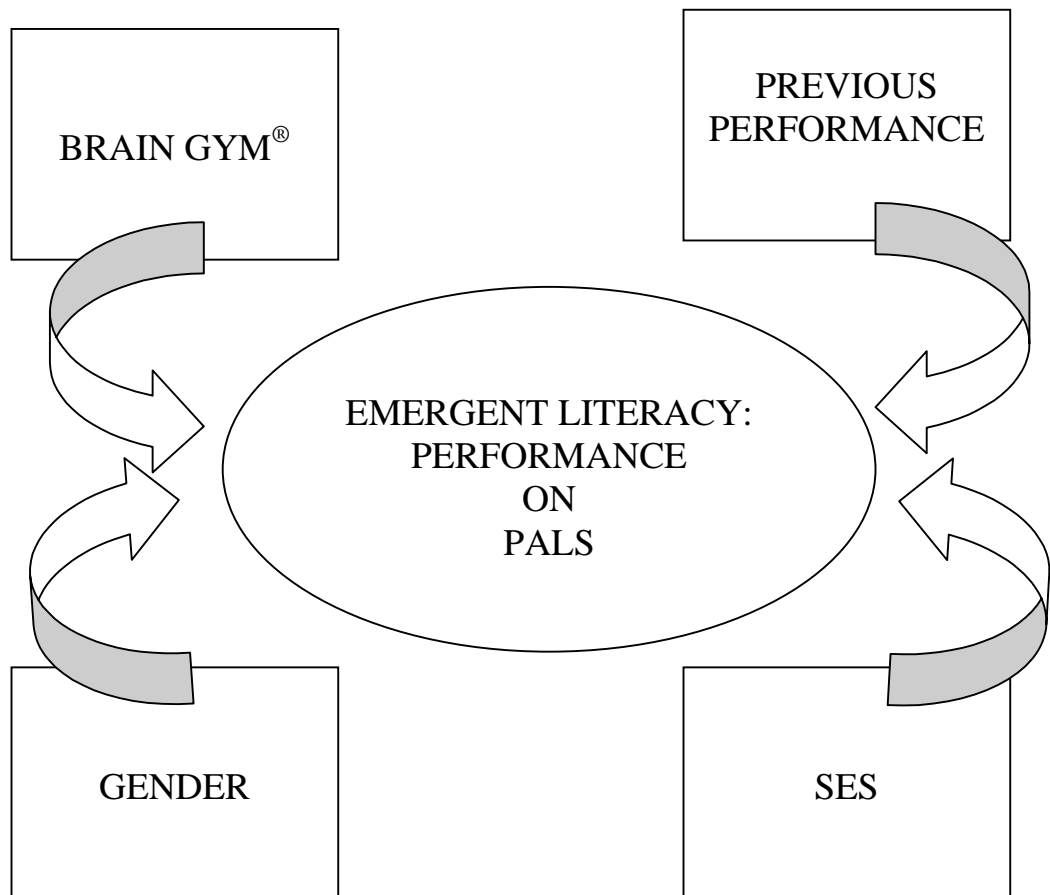 BRAIN GYM®
PREVIOUS
PERFORMANCE
EMERGENT LITERACY:
PERFORMANCE
ON
PALS
GENDER
SES